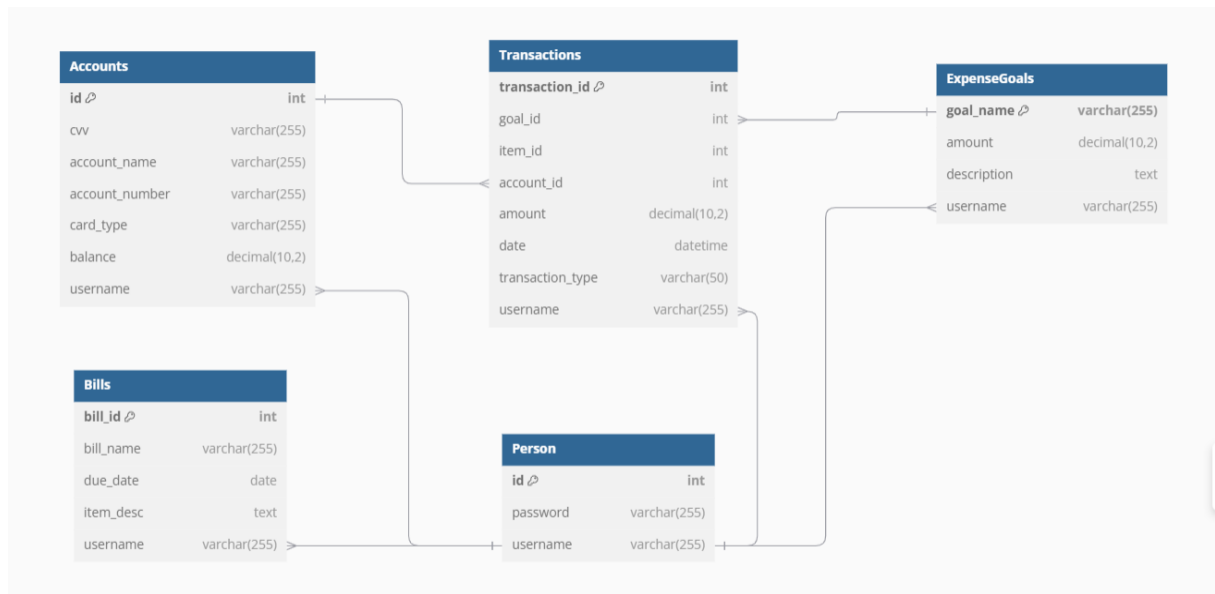 Accounts
id int
cvv varchar(255)
account_name varchar(255)
account_number varchar(255)
card_type varchar(255)
balance decimal(10,2)
username varchar(255)
Transactions
transaction_id int
goal_id int
item_id int
account_id int
amount decimal(10,2)
date datetime
transaction_type varchar(50)
username varchar(255)
ExpenseGoals
goal_name varchar(255)
amount decimal(10,2)
description text
username varchar(255)
Bills
bill_id int
bill_name varchar(255)
due_date date
item_desc text
username varchar(255)
Person
id int
password varchar(255)
username varchar(255)